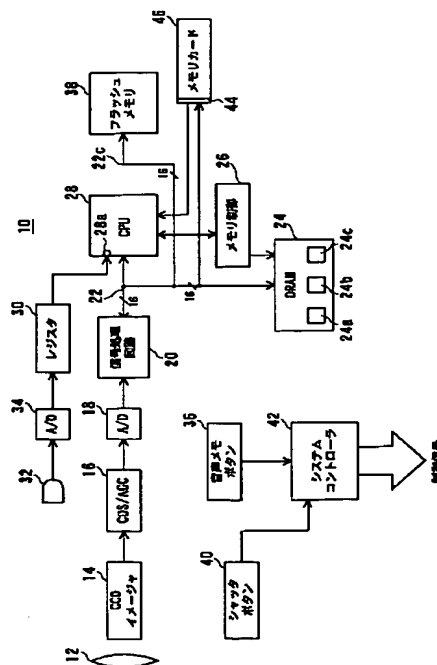 10
12
CCD
イメージャ
14
CDS/AGC
16
A/D
18
信号処理
回路
20
22
16
32
A/D
34
レジスタ
30
28a
28
CPU
22c
16
フラッシュ
メモリ
38
メモリカード
46
44
メモリ制御
26
16
DRAM
24
24a
24b
24c
シャッタ
ボタン
40
音声メモ
ボタン
36
システム
コントローラ
42